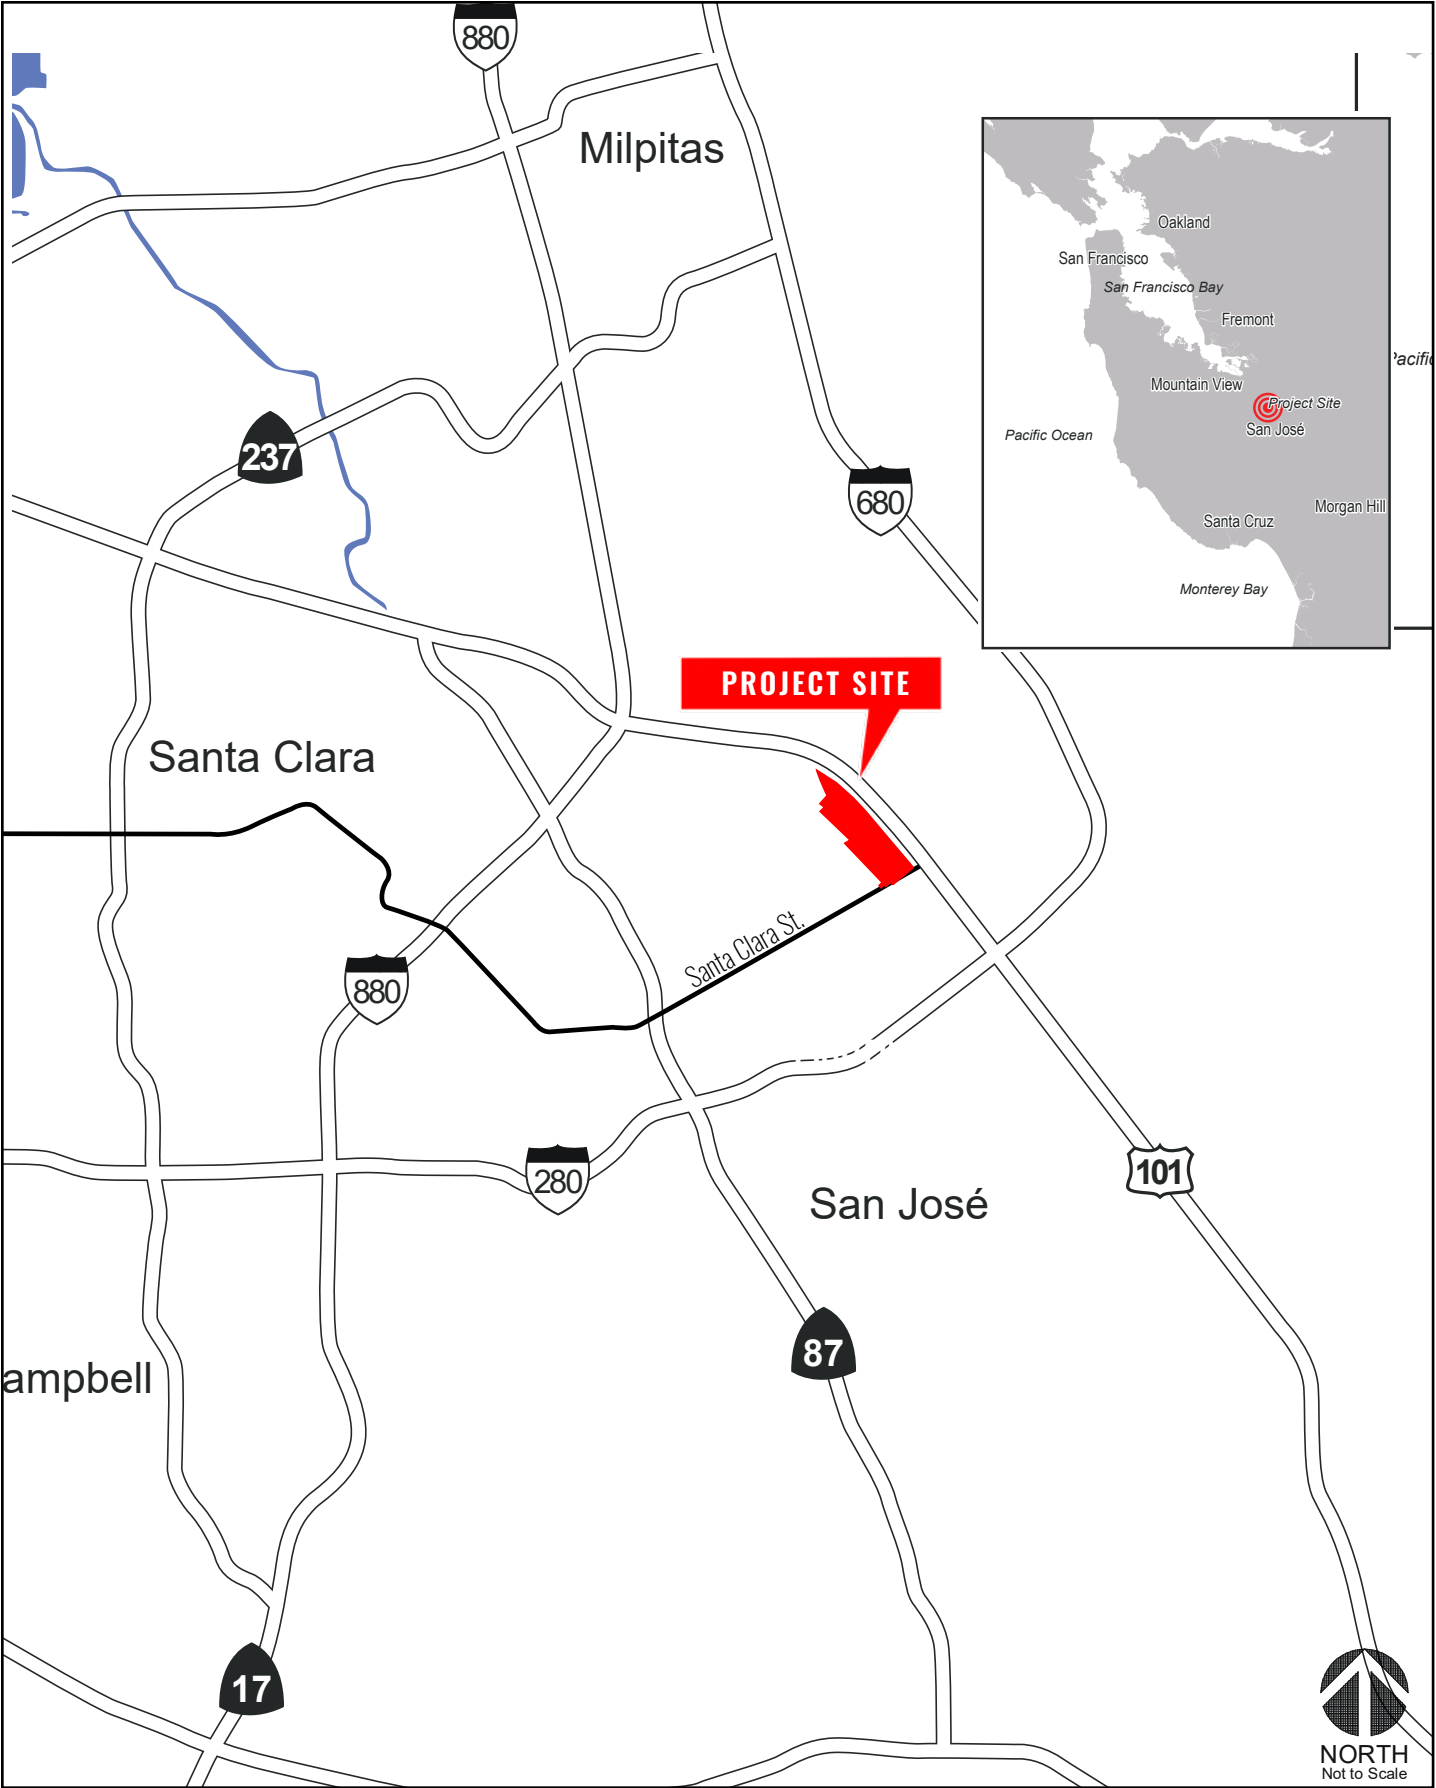 880
Milpitas
Oakland
San Francisco
San Francisco Bay
Fremont
Pacific
Mountain View
Project Site
San José
Pacific Ocean
237
680
Morgan Hill
Santa Cruz
Monterey Bay
PROJECT SITE
Santa Clara
Santa Clara St.
880
280
101
San José
87
ampbell
17
NORTH
Not to Scale